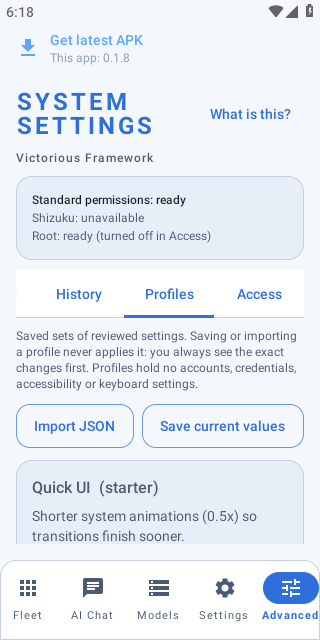 6:18
Get latest APK
This app: 0.1.8
SYSTEM
SETTINGS
What is this?
Victorious Framework
Standard permissions: ready
Shizuku: unavailable
Root: ready (turned off in Access)
History
Profiles
Access
Saved sets of reviewed settings. Saving or importing
a profile never applies it: you always see the exact
changes first. Profiles hold no accounts, credentials,
accessibility or keyboard settings.
Import JSON
Save current values
Quick UI (starter)
Shorter system animations (0.5x) so
transitions finish sooner.
Fleet
AI Chat
Models
Settings
Advanced